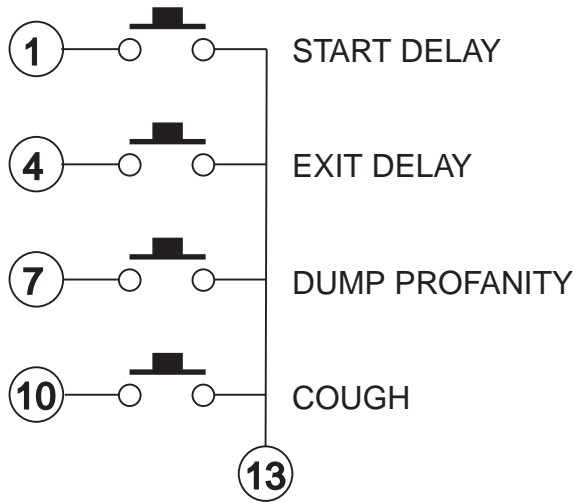 1 START DELAY
4 EXIT DELAY
7 DUMP PROFANITY
10 COUGH
13